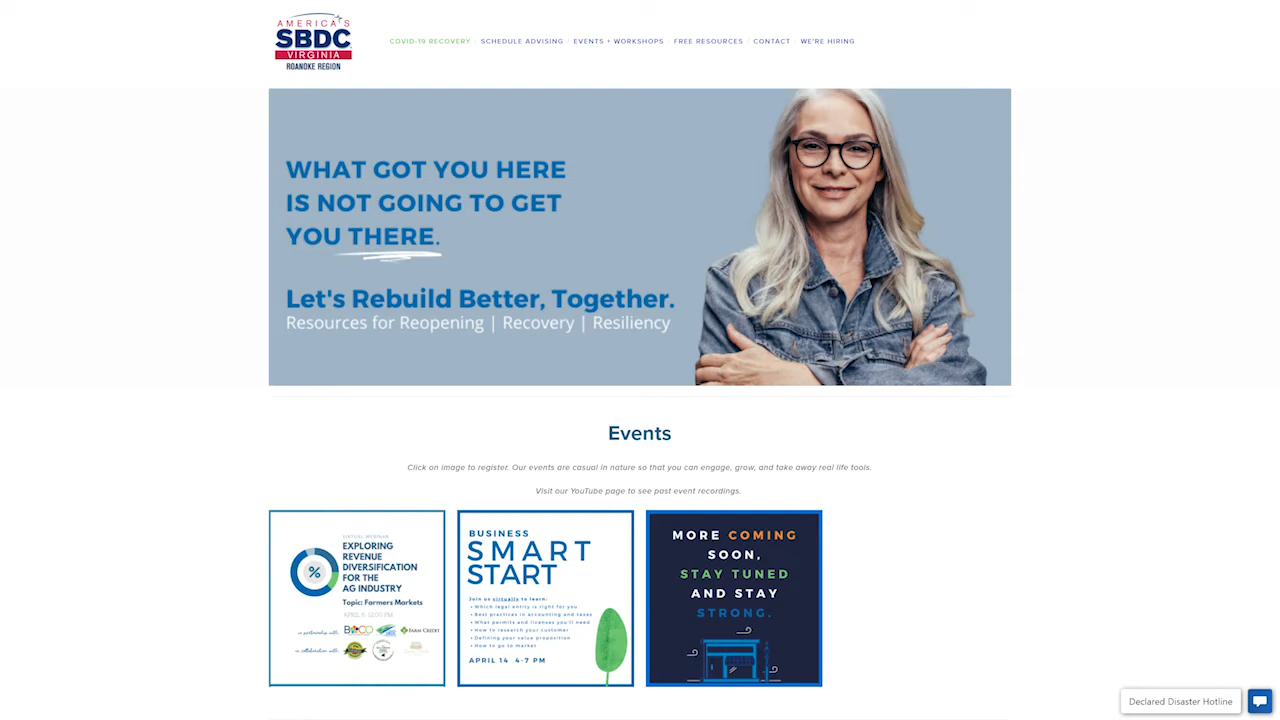 AMERICA'S
SBDC
VIRGINIA
ROANOKE REGION
COVID-19 RECOVERY / SCHEDULE ADVISING / EVENTS + WORKSHOPS / FREE RESOURCES / CONTACT / WE'RE HIRING
WHAT GOT YOU HERE
IS NOT GOING TO GET
YOU THERE.
Let's Rebuild Better, Together.
Resources for Reopening | Recovery | Resiliency
Events
Click on image to register. Our events are casual in nature so that you can engage, grow, and take away real life tools.
Visit our YouTube page to see past event recordings.
VIRTUAL WEBINAR
EXPLORING
REVENUE
DIVERSIFICATION
FOR THE
AG INDUSTRY
%
Topic: Farmers Markets
in partnership with:
FARM CREDIT
in collaboration with:
BUSINESS
SMART
START
Join us virtually to learn:
• Which legal entity is right for you
• Best practices in accounting and taxes
• What permits and licenses you'll need
• How to research your customer
• Defining your value proposition
• How to go to market
APRIL 14 4-7 PM
MORE COMING
SOON,
STAY TUNED
AND STAY
STRONG.
Declared Disaster Hotline